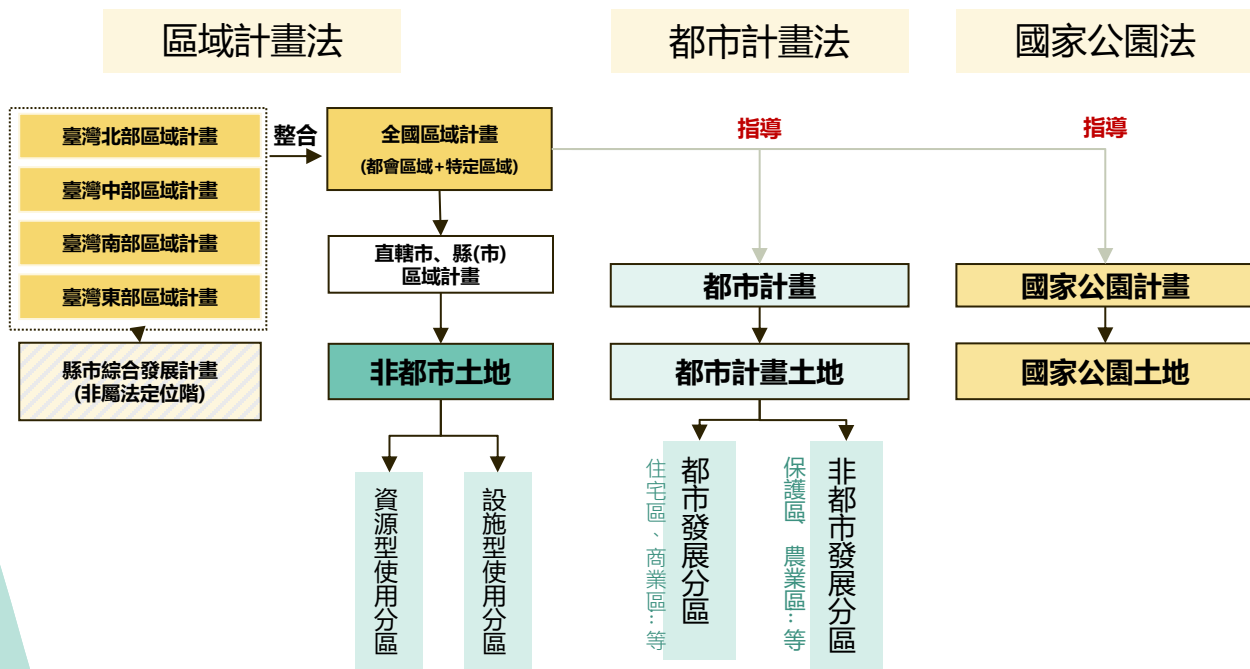 區域計畫法
都市計畫法
國家公園法
臺灣北部區域計畫
臺灣中部區域計畫
臺灣南部區域計畫
臺灣東部區域計畫
縣市綜合發展計畫
(非屬法定位階)
整合
全國區域計畫
(都會區域+特定區域)
直轄市、縣(市)
區域計畫
非都市土地
資源型使用分區
設施型使用分區
指導
都市計畫
都市計畫土地
住宅區、商業區…等
都市發展分區
保護區、農業區…等
非都市發展分區
指導
國家公園計畫
國家公園土地